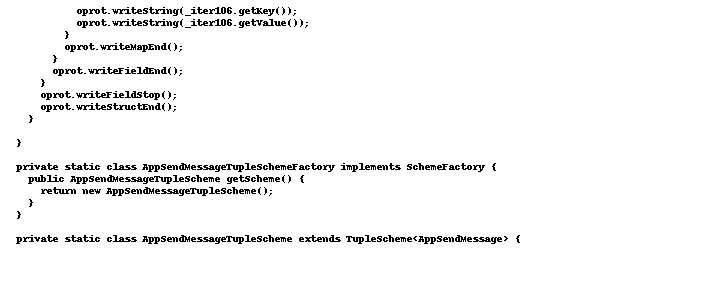 oprot.writeString(_iter106.getKey());
oprot.writeString(_iter106.getValue());
}
oprot.writeMapEnd();
}
oprot.writeFieldEnd();
}
oprot.writeFieldStop();
oprot.writeStructEnd();
}
}
private static class AppSendMessageTupleSchemeFactory implements SchemeFactory {
public AppSendMessageTupleScheme getScheme() {
return new AppSendMessageTupleScheme();
}
}
private static class AppSendMessageTupleScheme extends TupleScheme<AppSendMessage> {